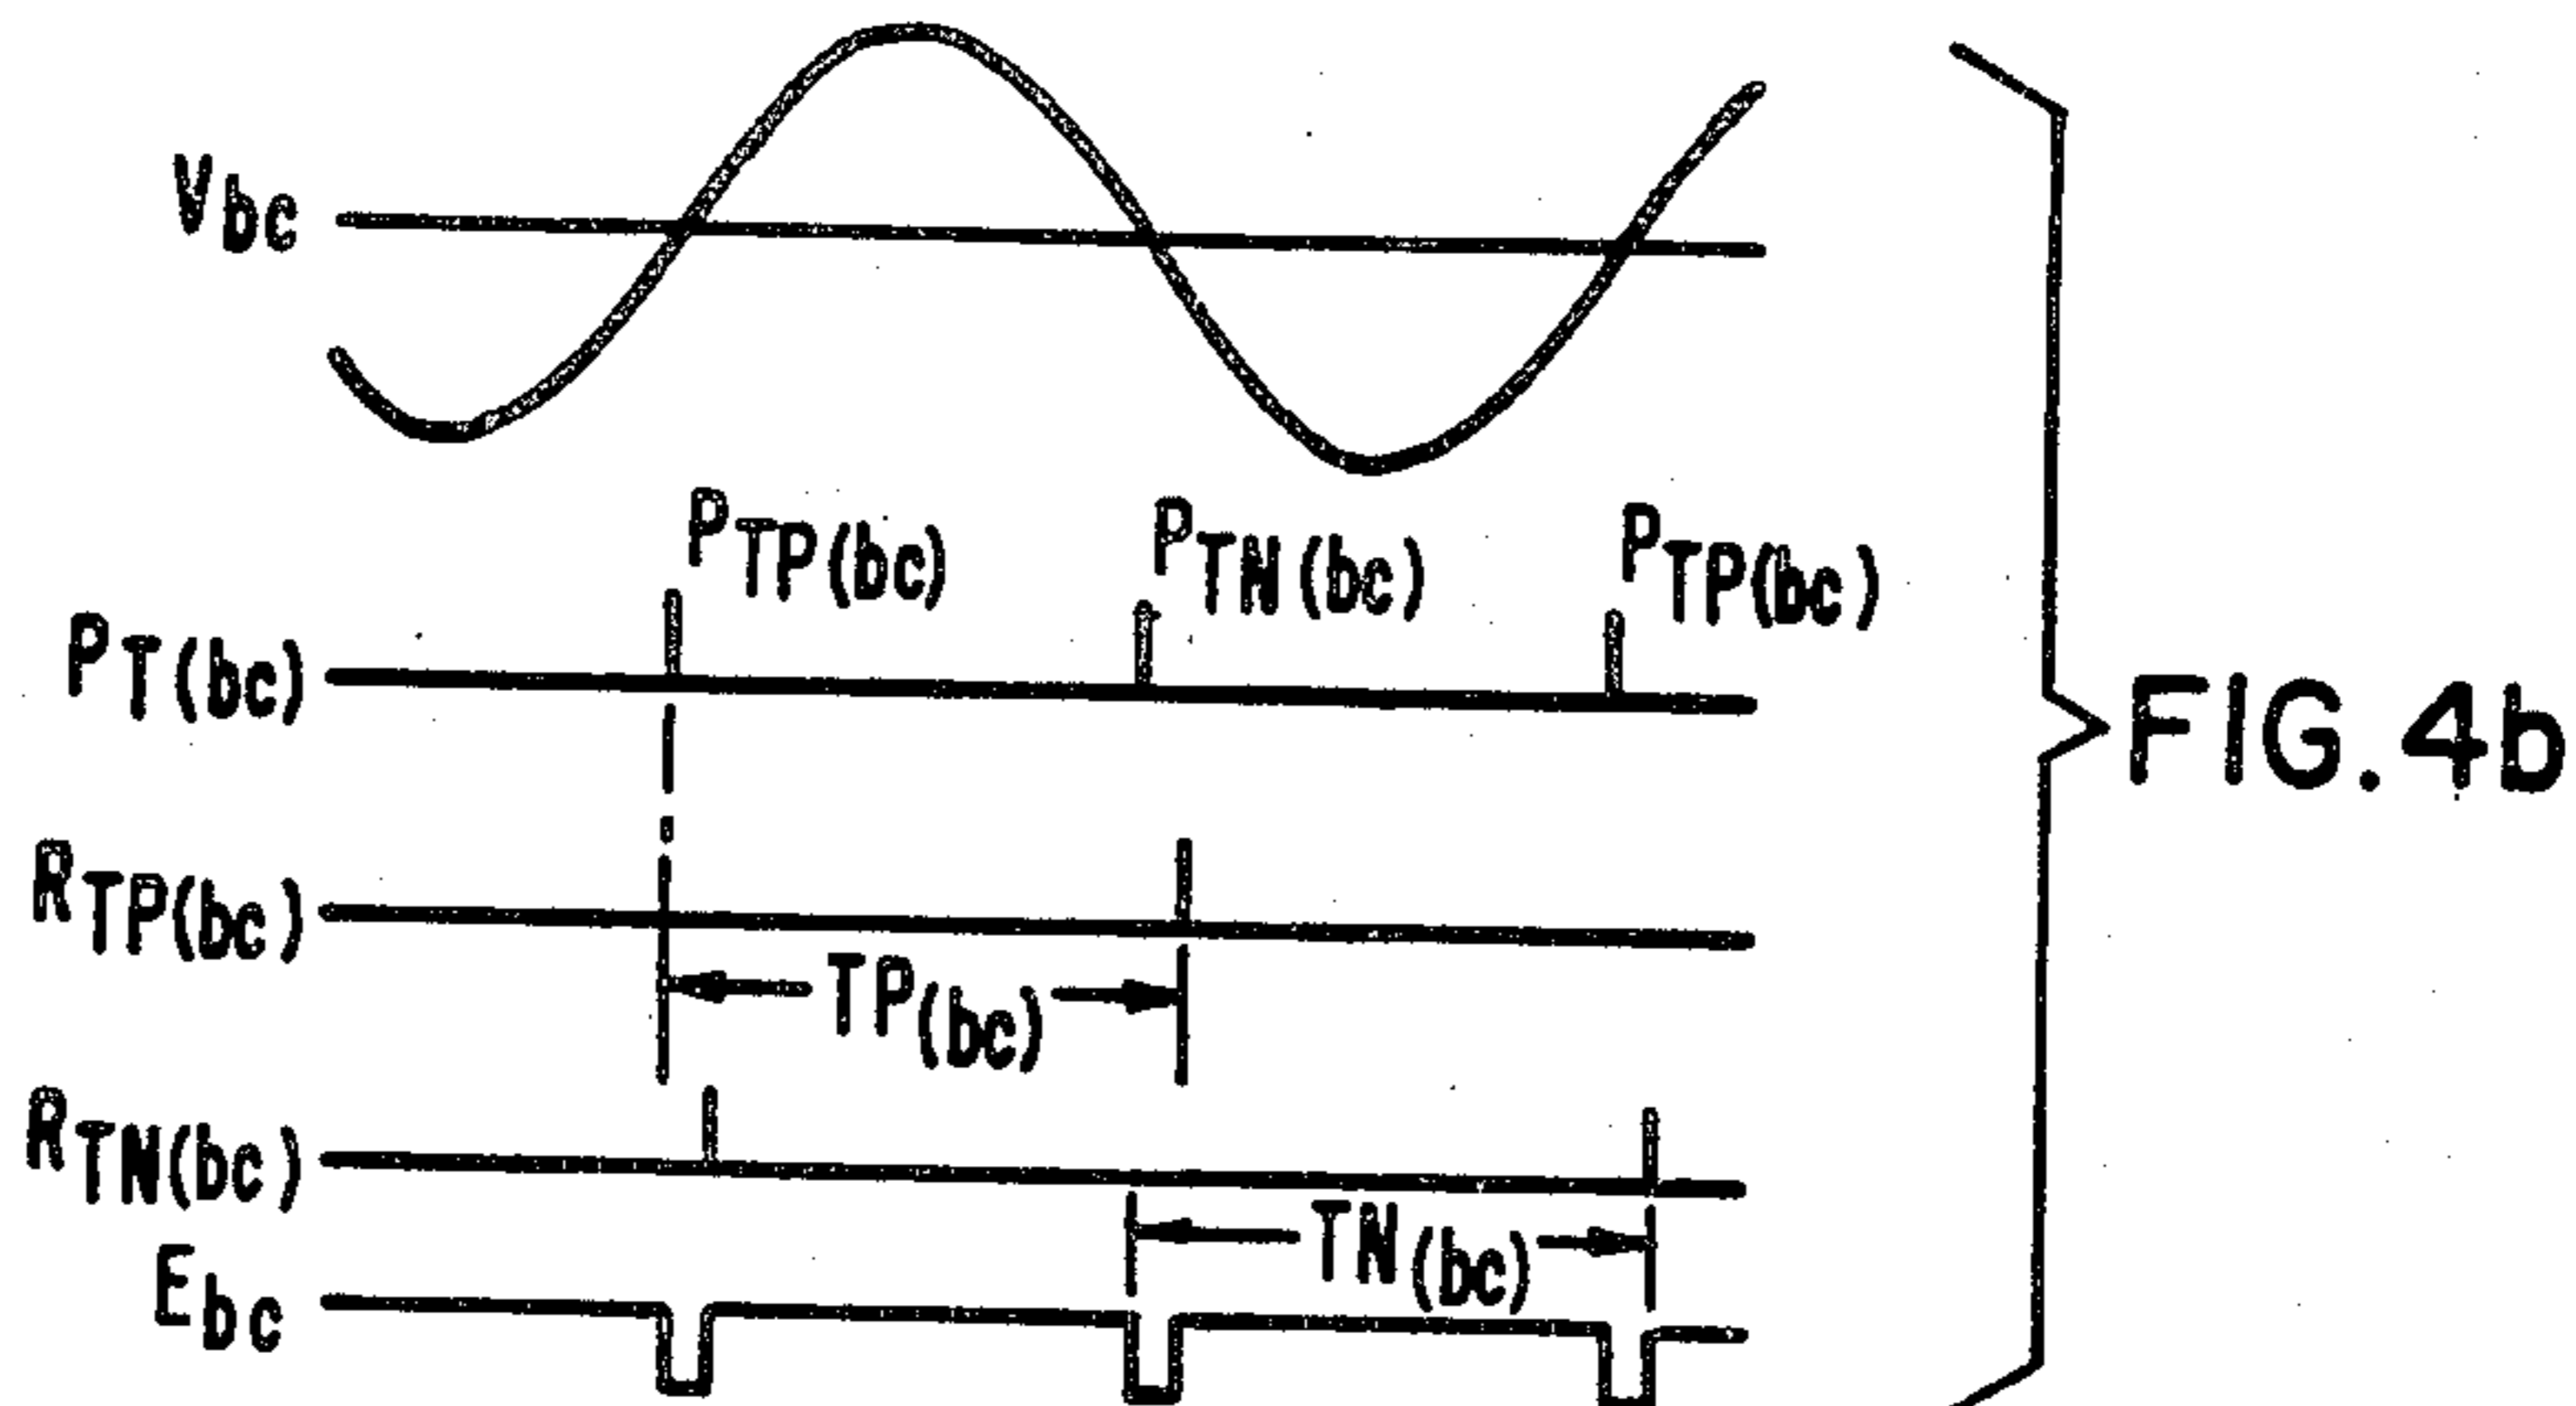 Vbc
PTP(bc) PTN(bc) PTP(bc)
PT(bc)
FIG.4b
RTP(bc)
TP(bc)
RTN(bc)
TN(bc)
Ebc